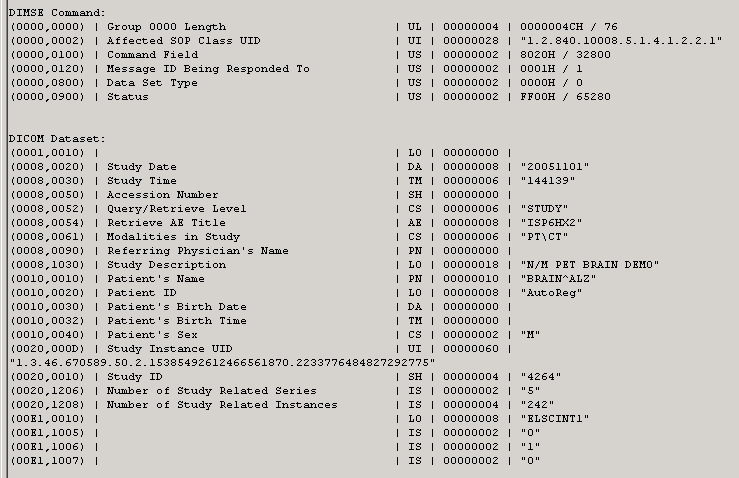 DIMSE Command:
(0000,0000) | Group 0000 Length | UL | 00000004 | 0000004CH / 76
(0000,0002) | Affected SOP Class UID | UI | 00000028 | "1.2.840.10008.5.1.4.1.2.2.1"
(0000,0100) | Command Field | US | 00000002 | 8020H / 32800
(0000,0120) | Message ID Being Responded To | US | 00000002 | 0001H / 1
(0000,0800) | Data Set Type | US | 00000002 | 0000H / 0
(0000,0900) | Status | US | 00000002 | FF00H / 65280
DICOM Dataset:
(0001,0010) | | LO | 00000000 |
(0008,0020) | Study Date | DA | 00000008 | "20051101"
(0008,0030) | Study Time | TM | 00000006 | "144139"
(0008,0050) | Accession Number | SH | 00000000 |
(0008,0052) | Query/Retrieve Level | CS | 00000006 | "STUDY"
(0008,0054) | Retrieve AE Title | AE | 00000008 | "ISP6HX2"
(0008,0061) | Modalities in Study | CS | 00000006 | "PT\CT"
(0008,0090) | Referring Physician's Name | PN | 00000000 |
(0008,1030) | Study Description | LO | 00000018 | "N/M PET BRAIN DEMO"
(0010,0010) | Patient's Name | PN | 00000010 | "BRAIN^ALZ"
(0010,0020) | Patient ID | LO | 00000008 | "AutoReg"
(0010,0030) | Patient's Birth Date | DA | 00000000 |
(0010,0032) | Patient's Birth Time | TM | 00000000 |
(0010,0040) | Patient's Sex | CS | 00000002 | "M"
(0020,000D) | Study Instance UID | UI | 00000060 |
"1.3.46.670589.50.2.15385492612466561870.2233776484827292775"
(0020,0010) | Study ID | SH | 00000004 | "4264"
(0020,1206) | Number of Study Related Series | IS | 00000002 | "5"
(0020,1208) | Number of Study Related Instances | IS | 00000004 | "242"
(00E1,0010) | | LO | 00000008 | "ELSCINT1"
(00E1,1005) | | IS | 00000002 | "0"
(00E1,1006) | | IS | 00000002 | "1"
(00E1,1007) | | IS | 00000002 | "0"